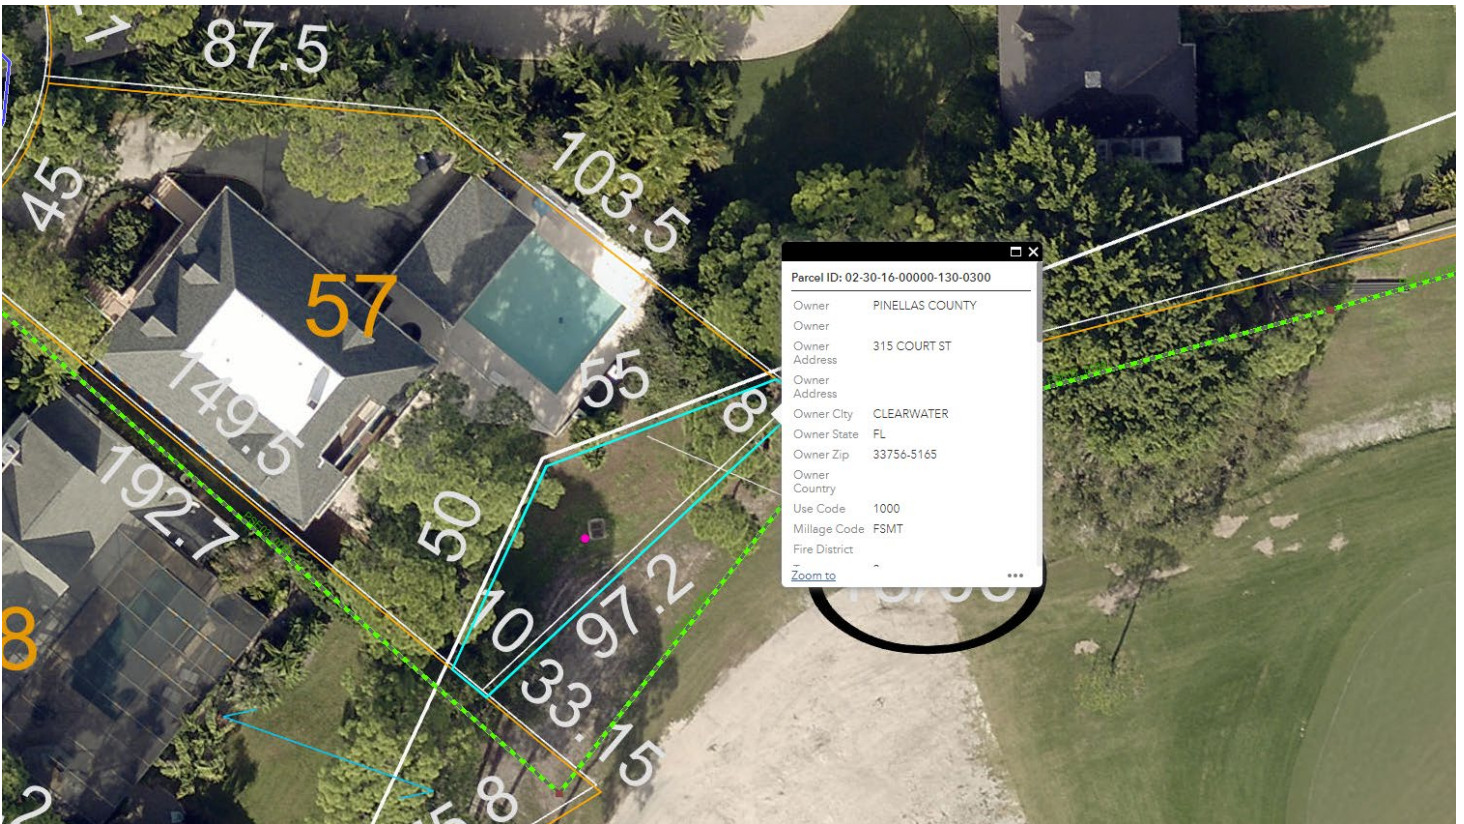 87.5
45
103.5
57
149.5
192.7
55
8
50
10
97.2
33.15
8
8
Parcel ID: 02-30-16-00000-130-0300
Owner PINELLAS COUNTY
Owner
Owner Address 315 COURT ST
Owner Address
Owner City CLEARWATER
Owner State FL
Owner Zip 33756-5165
Owner Country
Use Code 1000
Millage Code FSMT
Fire District
Zoom to